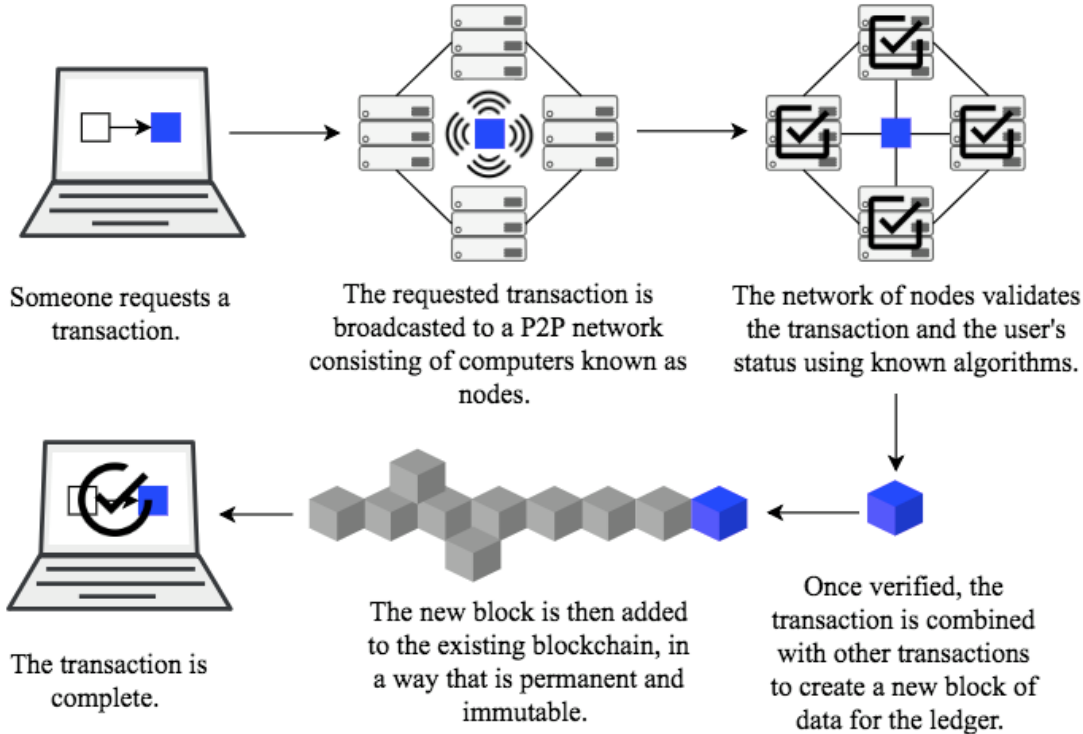 Someone requests a
transaction.
The requested transaction is
broadcasted to a P2P network
consisting of computers known as
nodes.
The network of nodes validates
the transaction and the user's
status using known algorithms.
Once verified, the
transaction is combined
with other transactions
to create a new block of
data for the ledger.
The new block is then added
to the existing blockchain, in
a way that is permanent and
immutable.
The transaction is
complete.